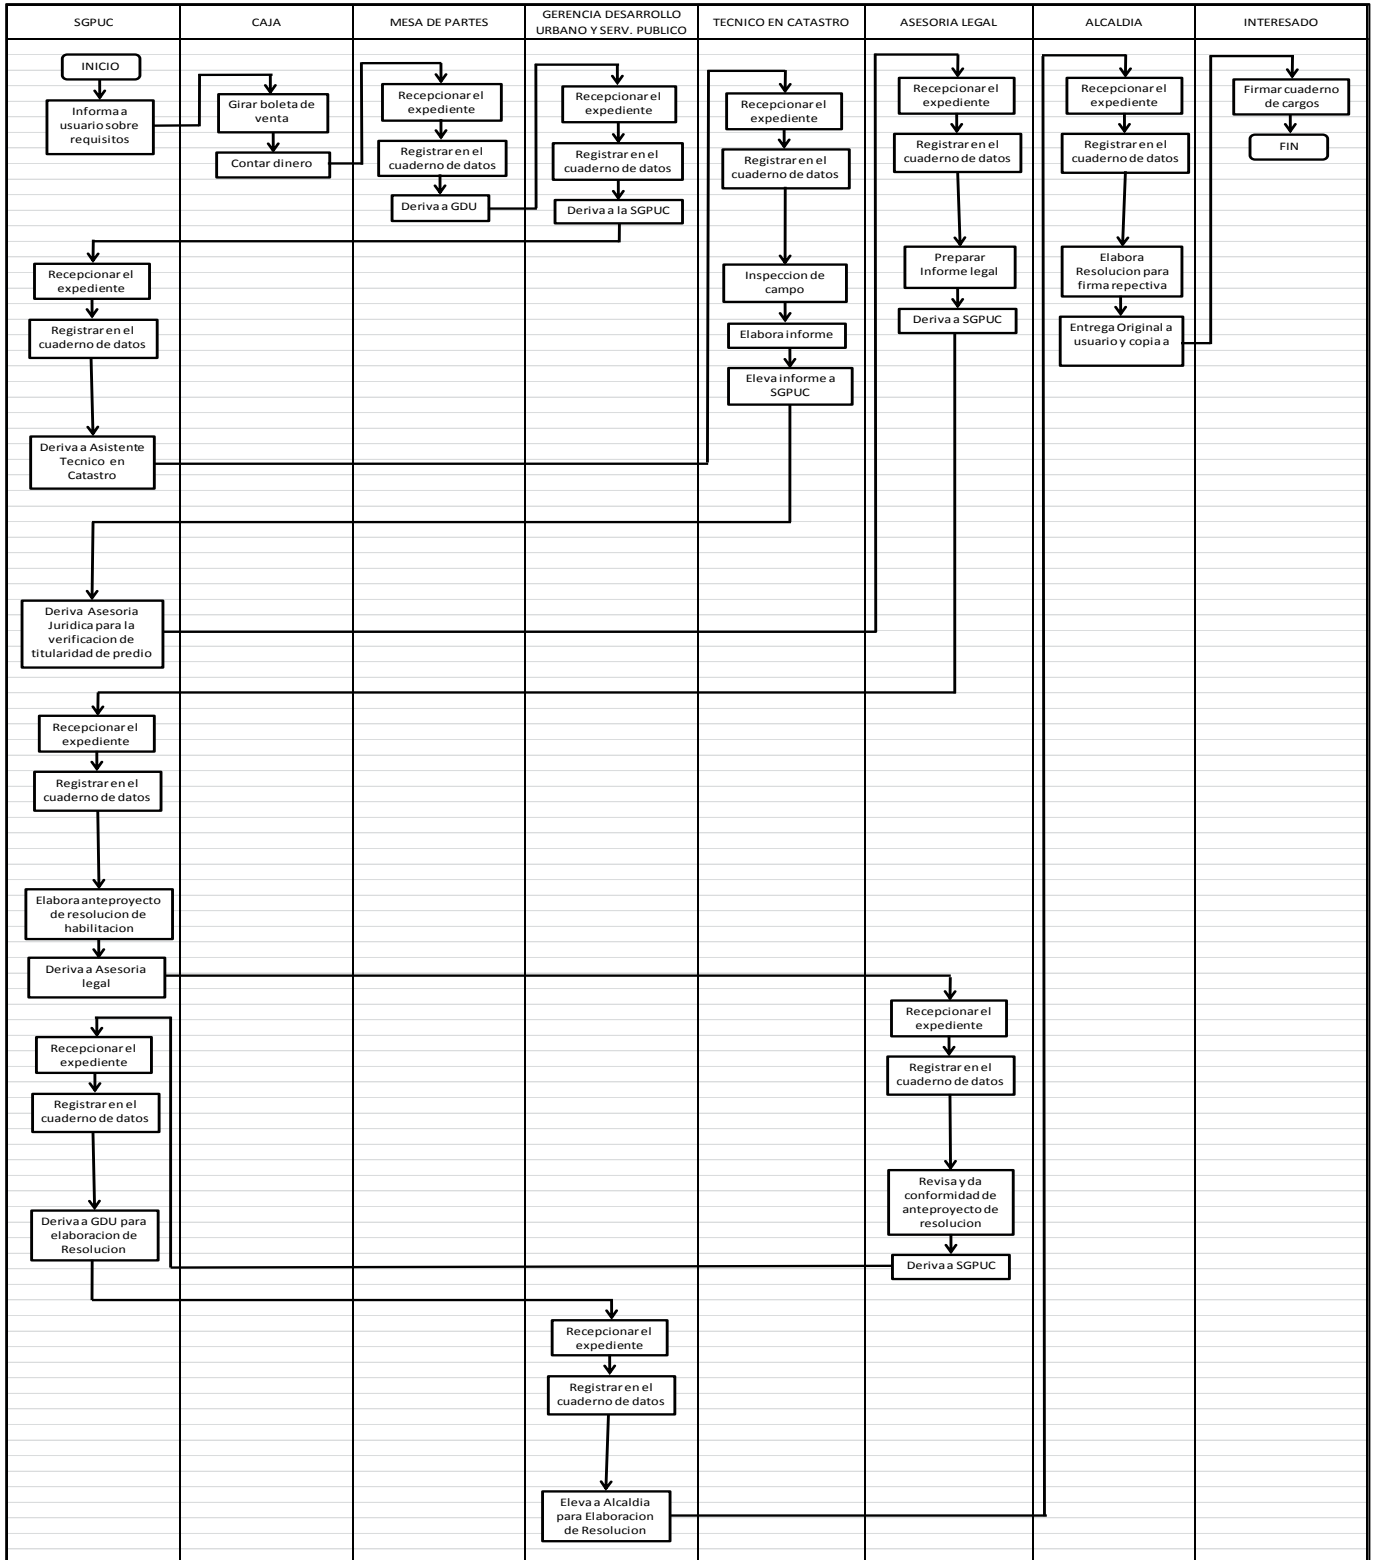 SGPUC
CAJA
MESA DE PARTES
GERENCIA DESARROLLO
URBANO Y SERV. PUBLICO
TECNICO EN CATASTRO
ASESORIA LEGAL
ALCALDIA
INTERESADO
INICIO
Informa a
usuario sobre
requisitos
Girar boleta de
venta
Contar dinero
Recepcionar el
expediente
Registrar en el
cuaderno de datos
Deriva a GDU
Recepcionar el
expediente
Registrar en el
cuaderno de datos
Deriva a la SGPUC
Recepcionar el
expediente
Registrar en el
cuaderno de datos
Deriva a Asistente
Tecnico en
Catastro
Recepcionar el
expediente
Registrar en el
cuaderno de datos
Inspeccion de
campo
Elabora informe
Eleva informe a
SGPUC
Deriva Asesoria
Juridica para la
verificacion de
titularidad de predio
Recepcionar el
expediente
Registrar en el
cuaderno de datos
Preparar
Informe legal
Deriva a SGPUC
Recepcionar el
expediente
Registrar en el
cuaderno de datos
Elabora anteproyecto
de resolucion de
habilitacion
Deriva a Asesoria
legal
Recepcionar el
expediente
Registrar en el
cuaderno de datos
Revisa y da
conformidad de
anteproyecto de
resolucion
Deriva a SGPUC
Recepcionar el
expediente
Registrar en el
cuaderno de datos
Deriva a GDU para
elaboracion de
Resolucion
Recepcionar el
expediente
Registrar en el
cuaderno de datos
Eleva a Alcaldia
para Elaboracion
de Resolucion
Recepcionar el
expediente
Registrar en el
cuaderno de datos
Elabora
Resolucion para
firma repectiva
Entrega Original a
usuario y copia a
Firmar cuaderno
de cargos
FIN